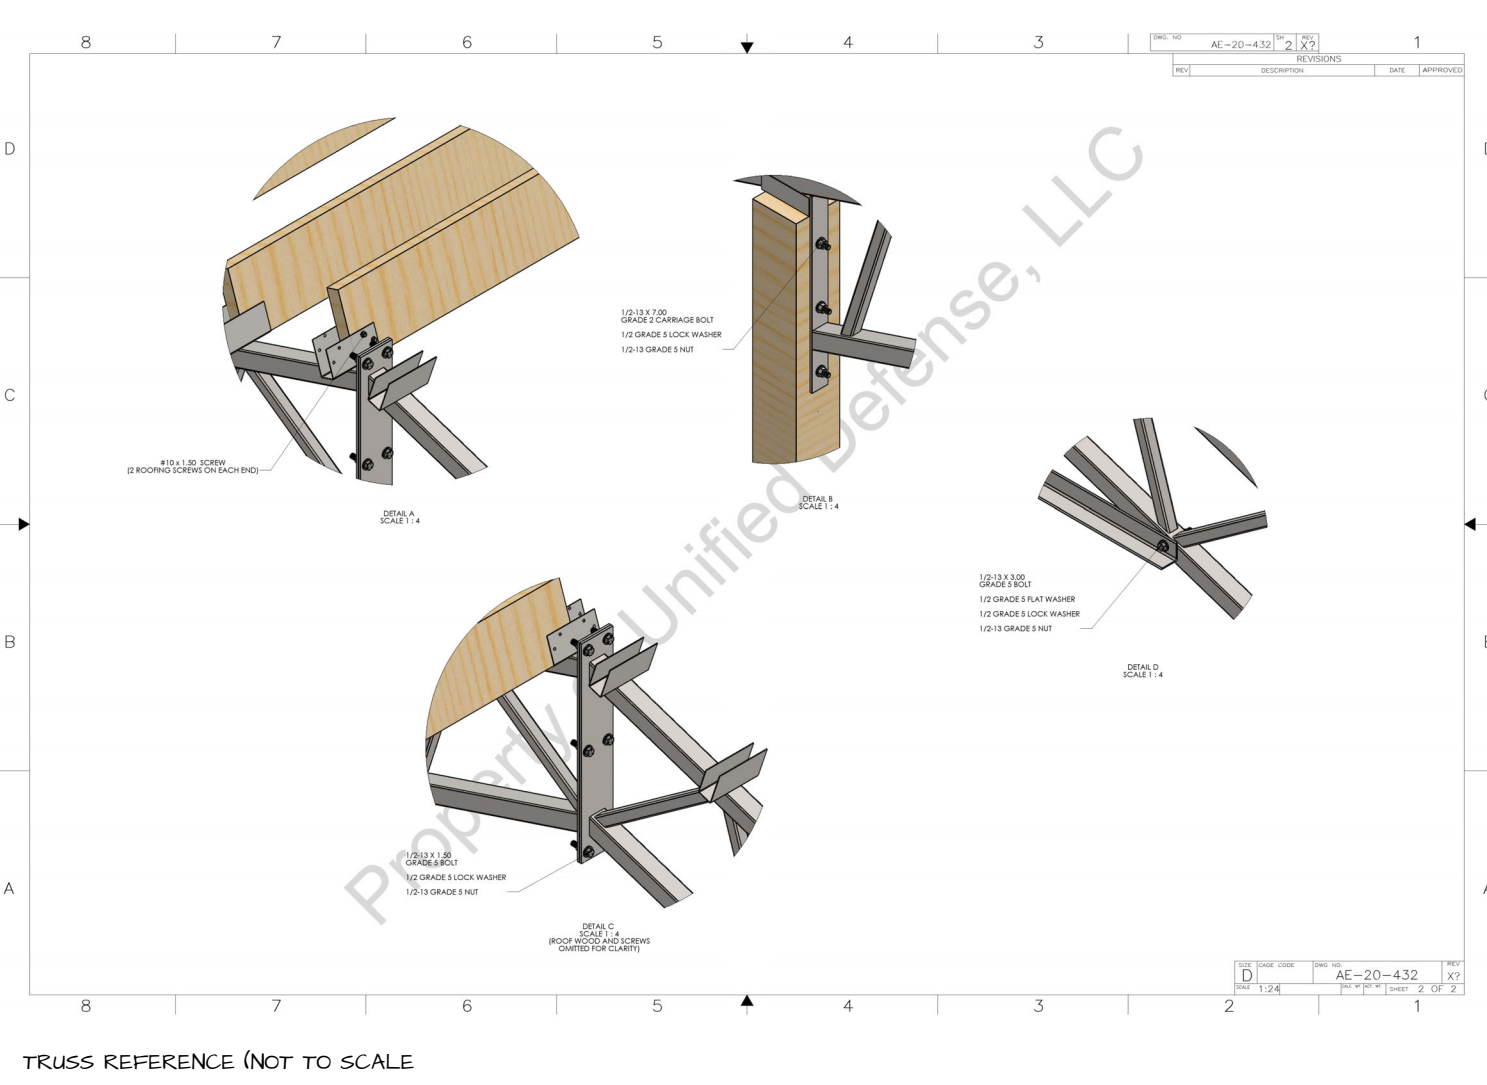 8 7 6 5 4 3 1
DWG. NO AE-20-432 SH 2 REV X?
REVISIONS
REV DESCRIPTION DATE APPROVED
D
C
B
A
#10 x 1.50 SCREW
(2 ROOFING SCREWS ON EACH END)
DETAIL A
SCALE 1 : 4
1/2-13 X 7.00
GRADE 2 CARRIAGE BOLT
1/2 GRADE 5 LOCK WASHER
1/2-13 GRADE 5 NUT
DETAIL B
SCALE 1 : 4
1/2-13 X 3.00
GRADE 5 BOLT
1/2 GRADE 5 FLAT WASHER
1/2 GRADE 5 LOCK WASHER
1/2-13 GRADE 5 NUT
DETAIL D
SCALE 1 : 4
1/2-13 X 1.50
GRADE 5 BOLT
1/2 GRADE 5 LOCK WASHER
1/2-13 GRADE 5 NUT
DETAIL C
SCALE 1 : 4
(ROOF WOOD AND SCREWS
OMITTED FOR CLARITY)
Property Unified Defense, LLC
SIZE CAGE CODE DWG NO. REV
D AE-20-432 X?
SCALE 1:24 SHEET 2 OF 2
8 7 6 5 4 3 2 1
TRUSS REFERENCE (NOT TO SCALE